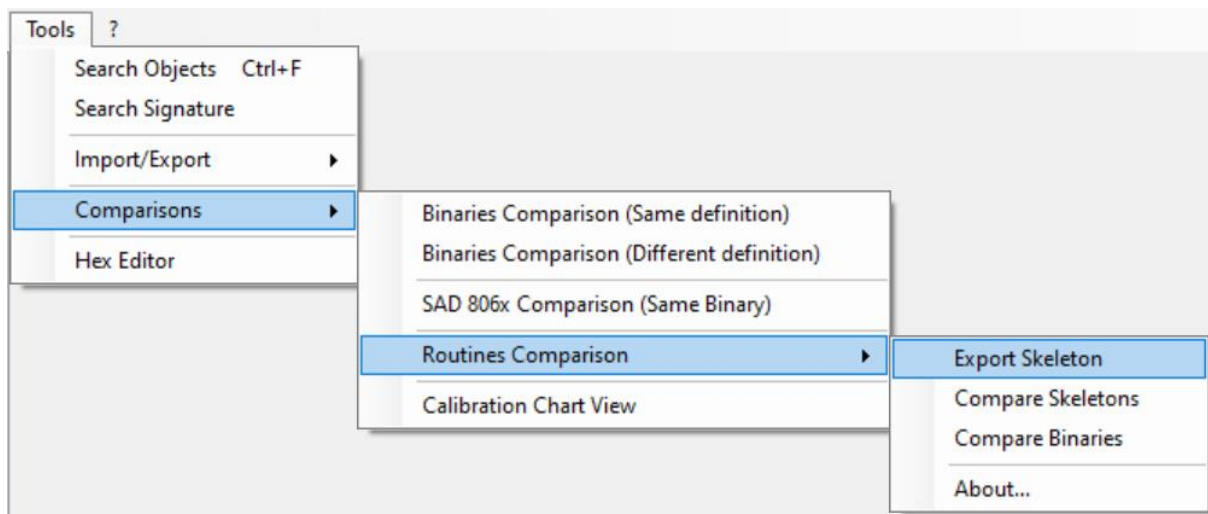 Tools ?
Search Objects Ctrl+F
Search Signature
Import/Export
Comparisons
Hex Editor
Binaries Comparison (Same definition)
Binaries Comparison (Different definition)
SAD 806x Comparison (Same Binary)
Routines Comparison
Calibration Chart View
Export Skeleton
Compare Skeletons
Compare Binaries
About...